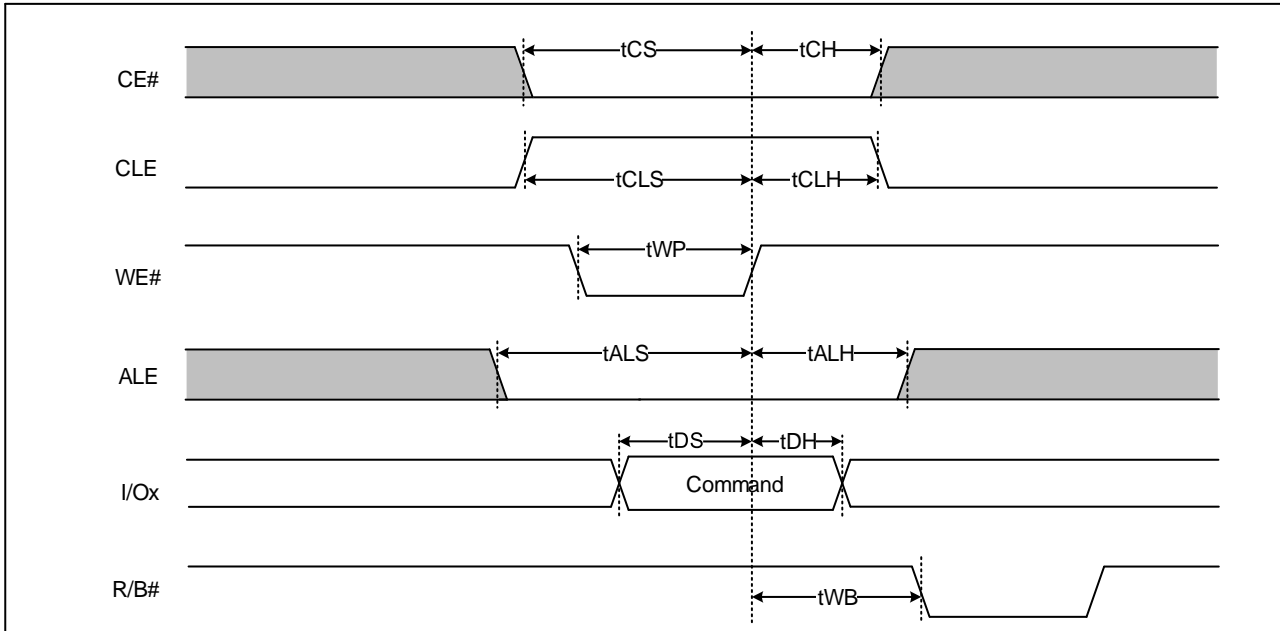 tCS tCH
CE#
CLE
tCLS tCLH
tWP
WE#
tALS tALH
ALE
tDS tDH
I/Ox Command
R/B#
tWB